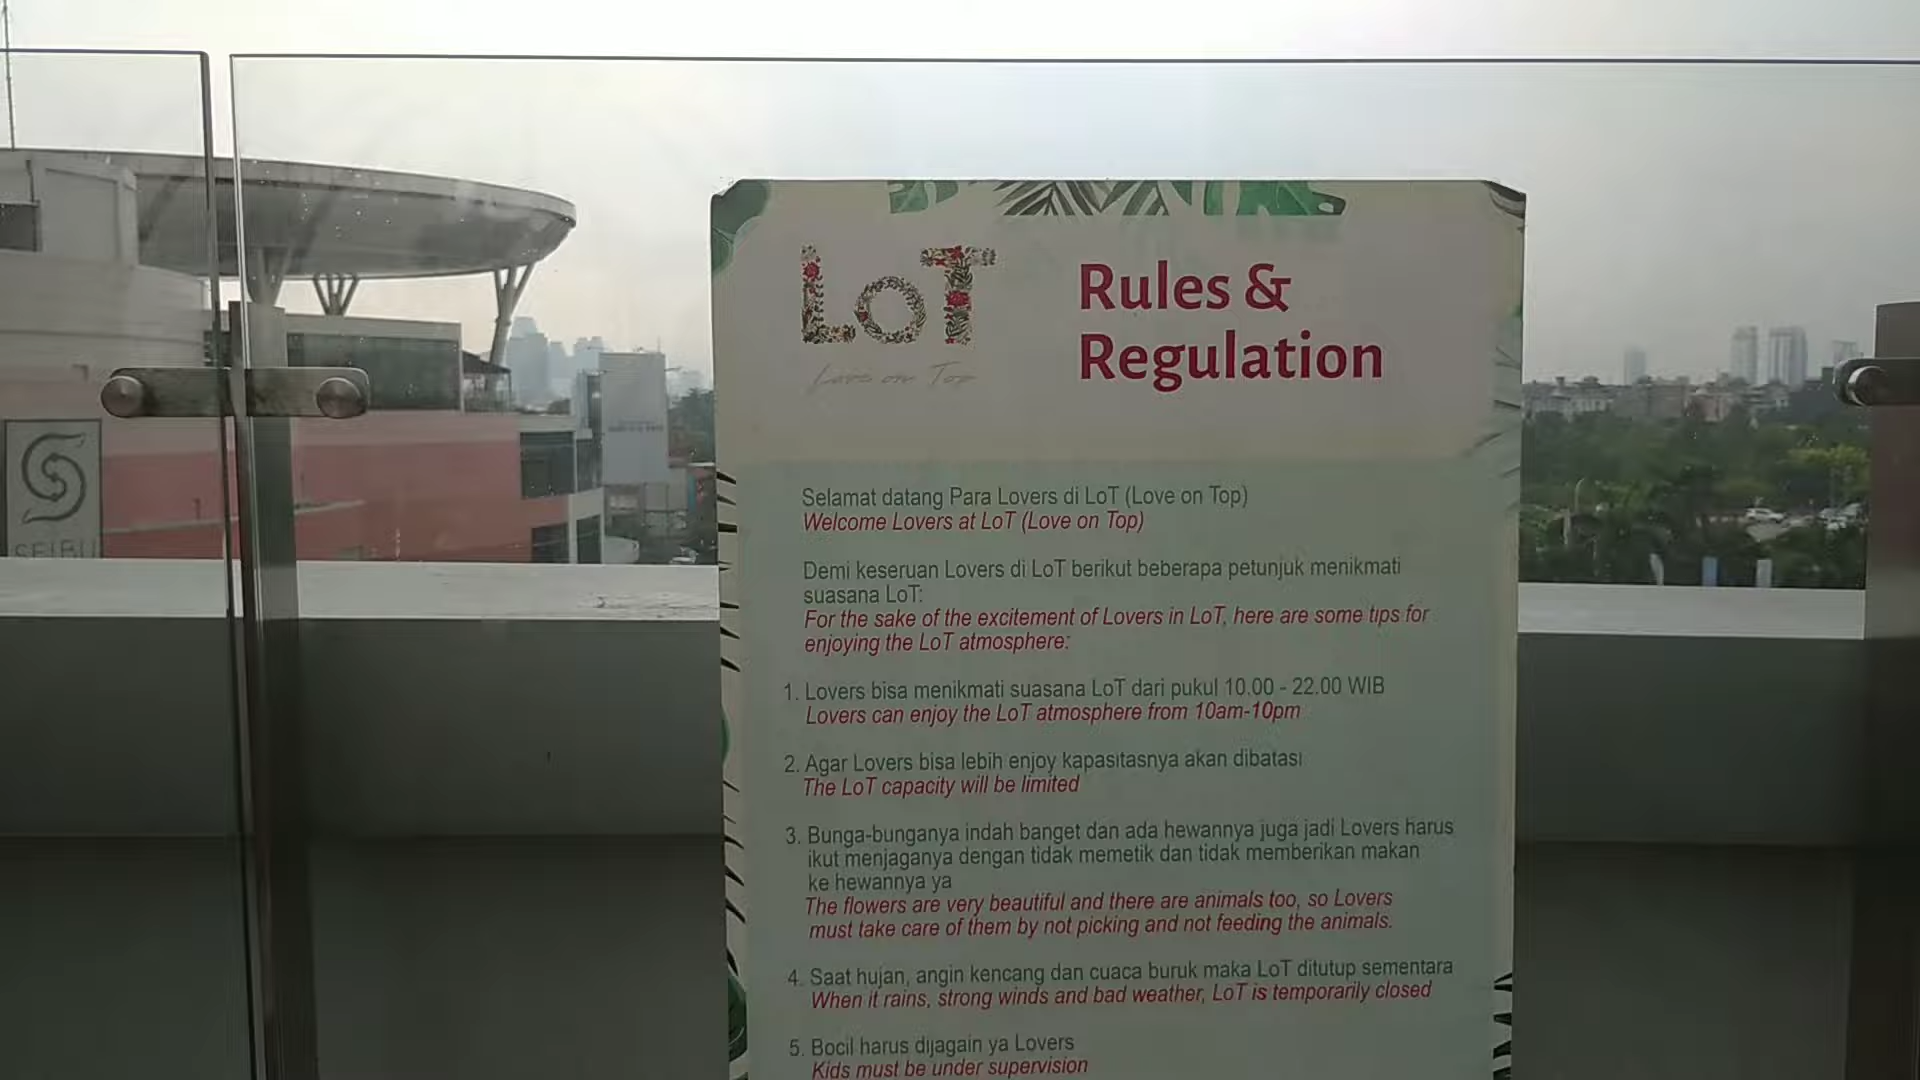 LoT
Love on Top
Rules &
Regulation
SEIBU
Selamat datang Para Lovers di LoT (Love on Top)
Welcome Lovers at LoT (Love on Top)
Demi keseruan Lovers di LoT berikut beberapa petunjuk menikmati
suasana LoT:
For the sake of the excitement of Lovers in LoT, here are some tips for
enjoying the LoT atmosphere:
1. Lovers bisa menikmati suasana LoT dari pukul 10.00 - 22.00 WIB
Lovers can enjoy the LoT atmosphere from 10am-10pm
2. Agar Lovers bisa lebih enjoy kapasitasnya akan dibatasi
The LoT capacity will be limited
3. Bunga-bunganya indah banget dan ada hewannya juga jadi Lovers harus
ikut menjaganya dengan tidak memetik dan tidak memberikan makan
ke hewannya ya
The flowers are very beautiful and there are animals too, so Lovers
must take care of them by not picking and not feeding the animals.
4. Saat hujan, angin kencang dan cuaca buruk maka LoT ditutup sementara
When it rains, strong winds and bad weather, LoT is temporarily closed
5. Bocil harus dijagain ya Lovers
Kids must be under supervision